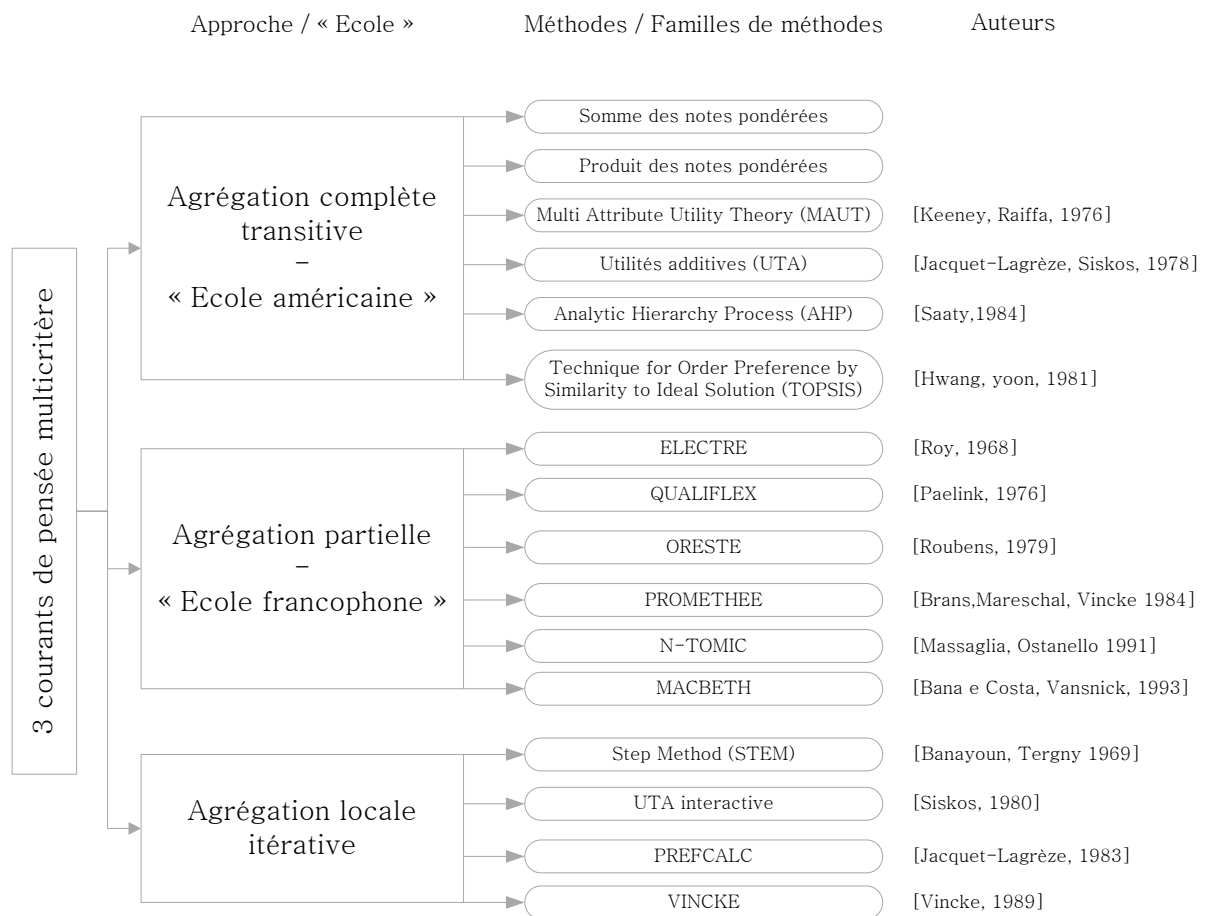 Approche / « Ecole » Méthodes / Familles de méthodes Auteurs
3 courants de pensée multicritère
Agrégation complète
transitive
–
« Ecole américaine »
Somme des notes pondérées
Produit des notes pondérées
Multi Attribute Utility Theory (MAUT) [Keeney, Raiffa, 1976]
Utilités additives (UTA) [Jacquet-Lagrèze, Siskos, 1978]
Analytic Hierarchy Process (AHP) [Saaty,1984]
Technique for Order Preference by
Similarity to Ideal Solution (TOPSIS) [Hwang, yoon, 1981]
Agrégation partielle
–
« Ecole francophone »
ELECTRE [Roy, 1968]
QUALIFLEX [Paelink, 1976]
ORESTE [Roubens, 1979]
PROMETHEE [Brans,Mareschal, Vincke 1984]
N-TOMIC [Massaglia, Ostanello 1991]
MACBETH [Bana e Costa, Vansnick, 1993]
Agrégation locale
itérative
Step Method (STEM) [Banayoun, Tergny 1969]
UTA interactive [Siskos, 1980]
PREFCALC [Jacquet-Lagrèze, 1983]
VINCKE [Vincke, 1989]